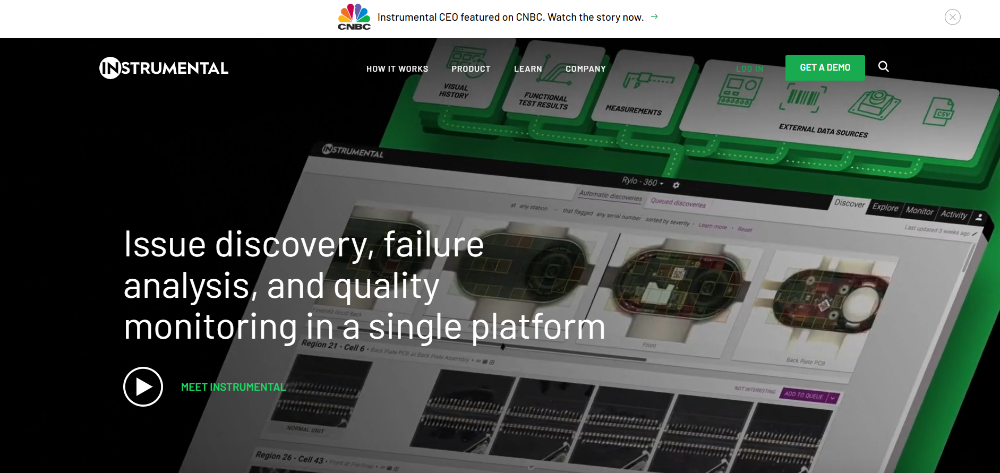 CNBC
Instrumental CEO featured on CNBC. Watch the story now.
INSTRUMENTAL
HOW IT WORKS
PRODUCT
LEARN
COMPANY
LOG IN
GET A DEMO
VISUAL
HISTORY
FUNCTIONAL
TEST RESULTS
MEASUREMENTS
CSV
EXTERNAL DATA SOURCES
INSTRUMENTAL
Rylo - 360
Automatic discoveries
Queued discoveries
Discover
Explore
Monitor
Activity
at any station that flagged any serial number sorted by severity • Learn more • Reset
Last updated 3 weeks ago
Issue discovery, failure
analysis, and quality
monitoring in a single platform
Finished Good Back
Front
Back Plate PCB
Region 21 - Cell 6 • Back Plate PCB at Back Plate Assembly •
MEET INSTRUMENTAL
NOT INTERESTING
ADD TO QUEUE
NORMAL UNIT
Region 26 - Cell 43 • Front at Pre-Snap •